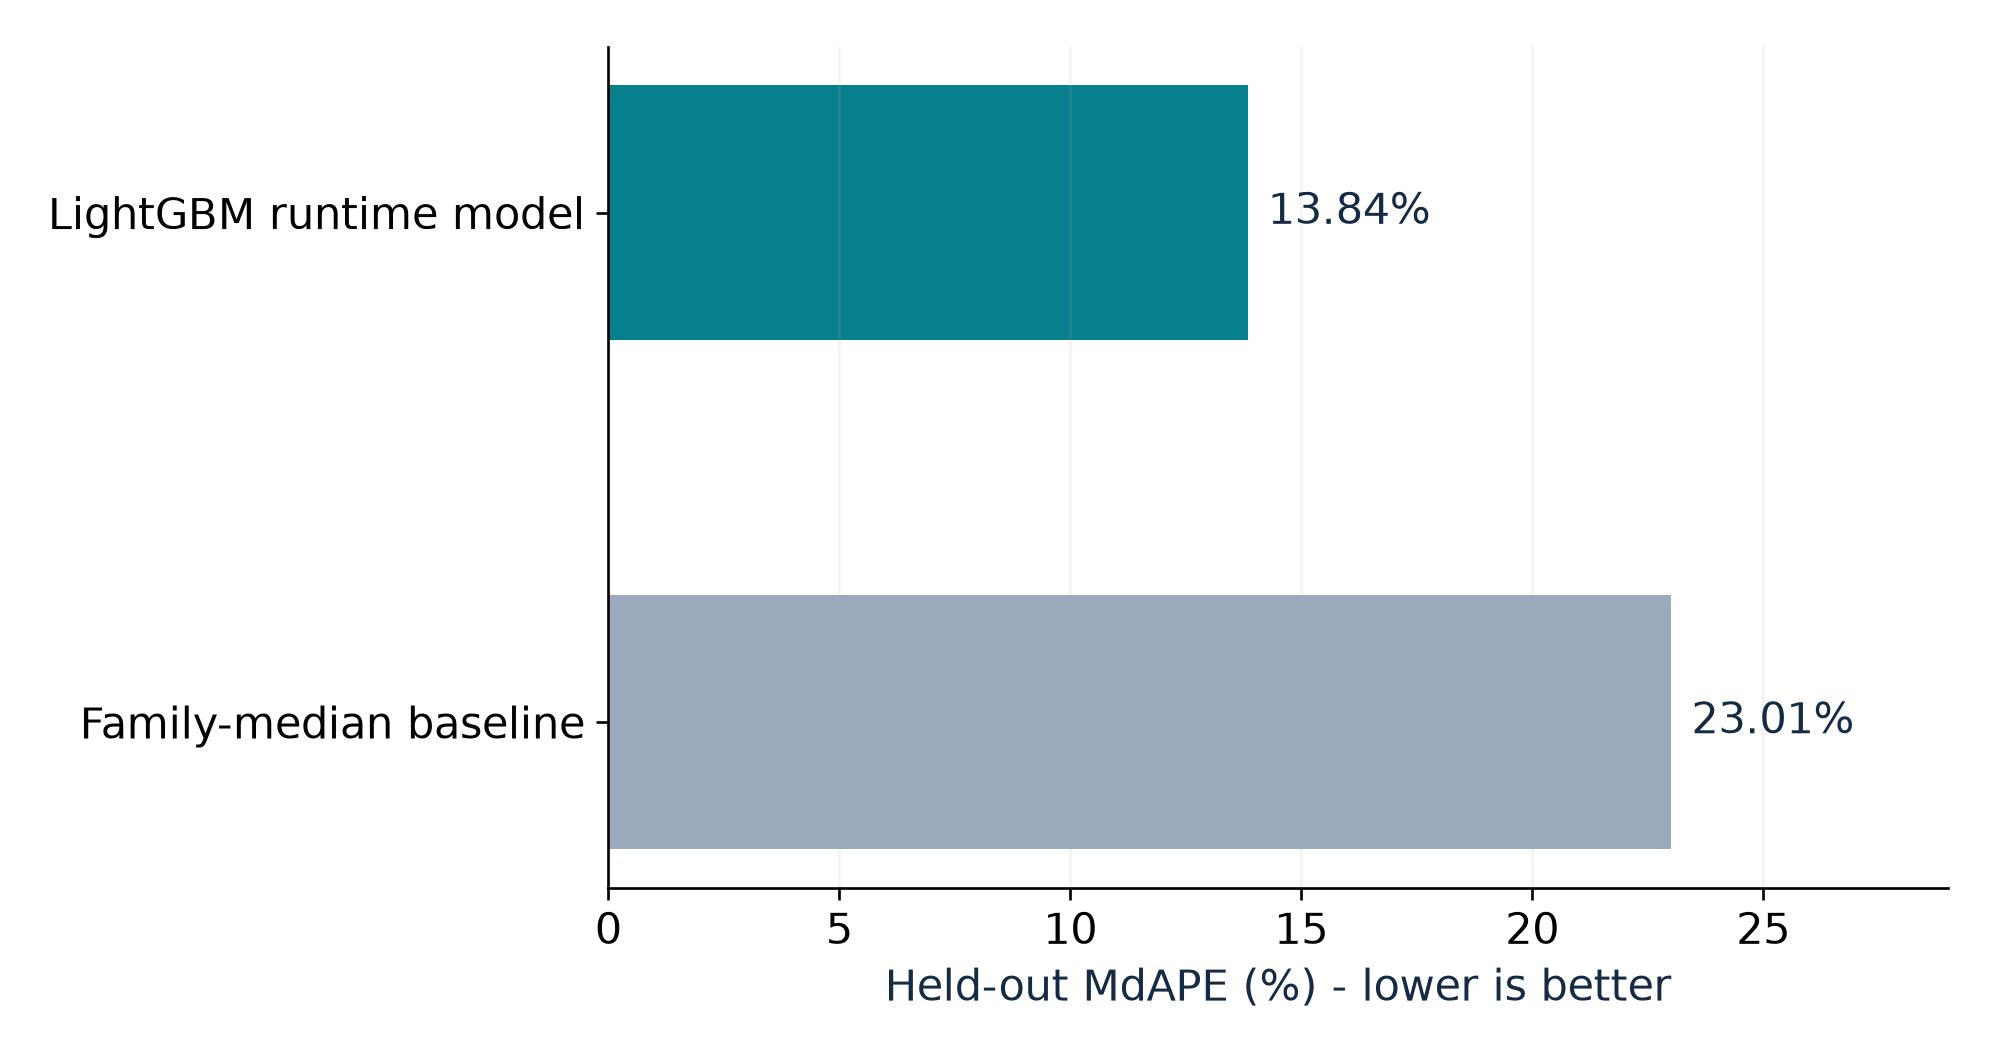 LightGBM runtime model
13.84%
Family-median baseline
23.01%
0 5 10 15 20 25
Held-out MdAPE (%) - lower is better